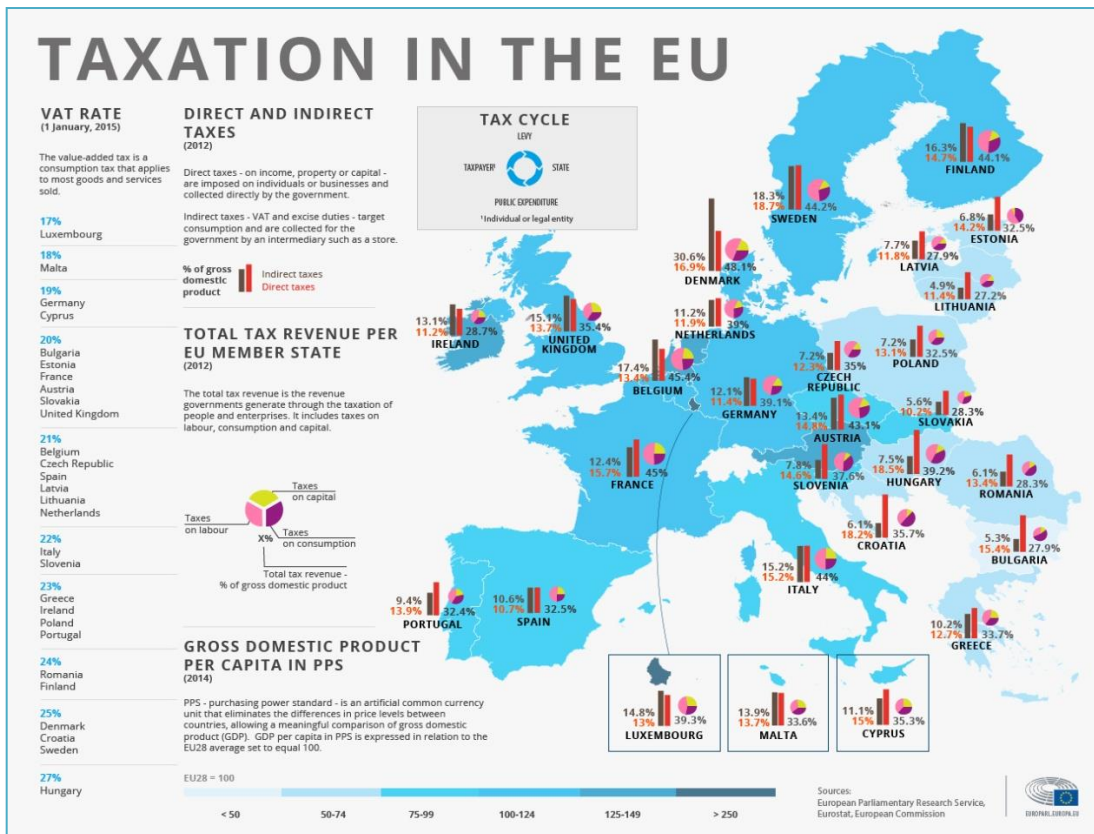 TAXATION IN THE EU
VAT RATE
(1 January, 2015)
The value-added tax is a
consumption tax that applies
to most goods and services
sold.
17%
Luxembourg
18%
Malta
19%
Germany
Cyprus
20%
Bulgaria
Estonia
France
Austria
Slovakia
United Kingdom
21%
Belgium
Czech Republic
Spain
Latvia
Lithuania
Netherlands
22%
Italy
Slovenia
23%
Greece
Ireland
Poland
Portugal
24%
Romania
Finland
25%
Denmark
Croatia
Sweden
27%
Hungary
DIRECT AND INDIRECT
TAXES
(2012)
Direct taxes - on income, property or capital -
are imposed on individuals or businesses and
collected directly by the government.
Indirect taxes - VAT and excise duties - target
consumption and are collected for the
government by an intermediary such as a store.
% of gross
domestic
product
Indirect taxes
Direct taxes
TOTAL TAX REVENUE PER
EU MEMBER STATE
(2012)
The total tax revenue is the revenue
governments generate through the taxation of
people and enterprises. It includes taxes on
labour, consumption and capital.
Taxes
on capital
Taxes
on labour
Taxes
on consumption
X%
Total tax revenue -
% of gross domestic product
GROSS DOMESTIC PRODUCT
PER CAPITA IN PPS
(2014)
PPS - purchasing power standard - is an artificial common currency
unit that eliminates the differences in price levels between
countries, allowing a meaningful comparison of gross domestic
product (GDP). GDP per capita in PPS is expressed in relation to the
EU28 average set to equal 100.
TAX CYCLE
LEVY
TAXPAYER¹
STATE
PUBLIC EXPENDITURE
¹Individual or legal entity
16.3%
14.7% 44.1%
FINLAND
18.3%
18.7% 44.2%
SWEDEN
6.8%
14.2% 32.5%
ESTONIA
7.7%
11.8% 27.9%
LATVIA
4.9%
11.4% 27.2%
LITHUANIA
30.6%
16.9% 48.1%
DENMARK
13.1%
11.2% 28.7%
IRELAND
15.1%
13.7% 35.4%
UNITED
KINGDOM
11.2%
11.9% 39%
NETHERLANDS
17.4%
13.4% 45.4%
BELGIUM
12.1%
11.4% 39.1%
GERMANY
7.2%
12.3% 35%
CZECH
REPUBLIC
7.2%
13.1% 32.5%
POLAND
5.6%
10.2% 28.3%
SLOVAKIA
13.4%
14.8% 43.1%
AUSTRIA
12.4%
15.7% 45%
FRANCE
7.8%
14.6% 37.6%
SLOVENIA
7.5%
18.5% 39.2%
HUNGARY
6.1%
13.4% 28.3%
ROMANIA
6.1%
18.2% 35.7%
CROATIA
5.3%
15.4% 27.9%
BULGARIA
15.2%
15.2% 44%
ITALY
9.4%
13.9% 32.4%
PORTUGAL
10.6%
10.7% 32.5%
SPAIN
10.2%
12.7% 33.7%
GREECE
14.8%
13% 39.3%
LUXEMBOURG
13.9%
13.7% 33.6%
MALTA
11.1%
15% 35.3%
CYPRUS
EU28 = 100
< 50 50-74 75-99 100-124 125-149 > 250
Sources:
European Parliamentary Research Service,
Eurostat, European Commission
EUROPARL.EUROPA.EU